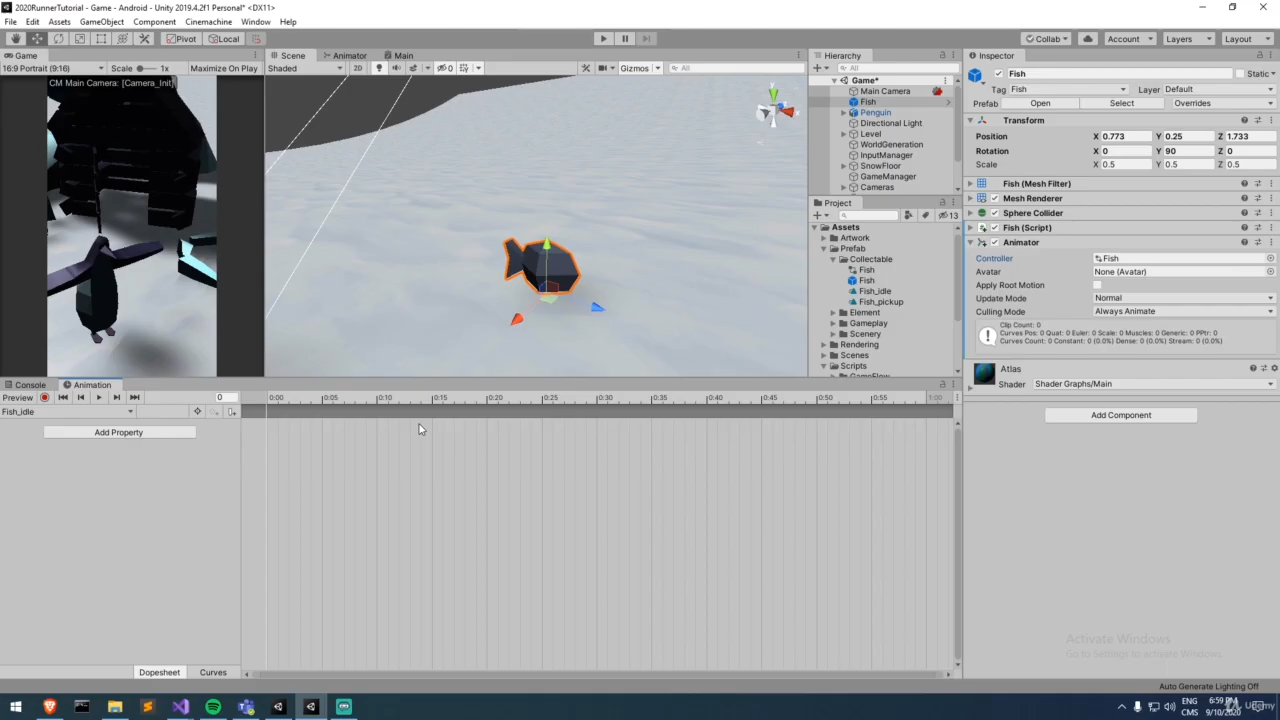 2020RunnerTutorial - Game - Android - Unity 2019.4.2f1 Personal* <DX11>
File Edit Assets GameObject Component Cinemachine Window Help
Pivot Local Collab Account Layers Layout
Game Scene Animator Main Hierarchy Inspector
16:9 Portrait (9:16) Scale 1x Maximize On Play Shaded 2D 0 Gizmos All All
CM Main Camera: [Camera_Init]
Game*
Main Camera
Fish
Penguin
Directional Light
Level
WorldGeneration
InputManager
SnowFloor
GameManager
Cameras
Project
13
Assets
Artwork
Prefab
Collectable
Fish
Fish
Fish_idle
Fish_pickup
Element
Gameplay
Scenery
Rendering
Scenes
Scripts
GameFlow
Fish Static
Tag Fish Layer Default
Prefab Open Select Overrides
Transform
Position X 0.773 Y 0.25 Z 1.733
Rotation X 0 Y 90 Z 0
Scale X 0.5 Y 0.5 Z 0.5
Fish (Mesh Filter)
Mesh Renderer
Sphere Collider
Fish (Script)
Animator
Controller Fish
Avatar None (Avatar)
Apply Root Motion
Update Mode Normal
Culling Mode Always Animate
Clip Count: 0
Curves Pos: 0 Quat: 0 Euler: 0 Scale: 0 Muscles: 0 Generic: 0 PPtr: 0
Curves Count: 0 Constant: 0 (0.0%) Dense: 0 (0.0%) Stream: 0 (0.0%)
Atlas
Shader Shader Graphs/Main
Add Component
Console Animation
Preview 0 0:00 0:05 0:10 0:15 0:20 0:25 0:30 0:35 0:40 0:45 0:50 0:55 1:00
Fish_idle
Add Property
Dopesheet Curves
Activate Windows
Go to Settings to activate Windows.
Auto Generate Lighting Off
ENG 6:59 PM
CMS 9/10/2020
Udemy